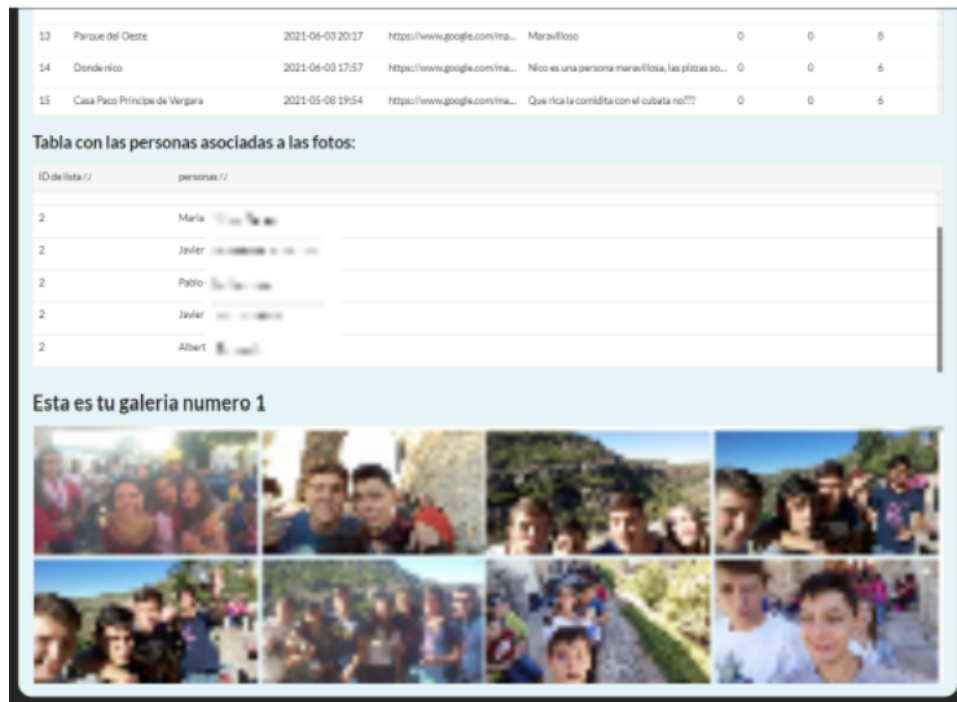 13 Parque del Oeste 2021-06-03 20:17 https://www.google.com/ma... Maravilloso 0 0 8
14 Donde nico 2021-06-03 17:57 https://www.google.com/ma... Nico es una persona maravillosa, las pizzas so... 0 0 6
15 Casa Paco Príncipe de Vergara 2021-05-08 19:54 https://www.google.com/ma... Que rica la comidita con el cubata no??? 0 0 6
Tabla con las personas asociadas a las fotos:
ID de lista personas
2 María
2 Javier
2 Pablo
2 Javier
2 Albert
Esta es tu galeria numero 1